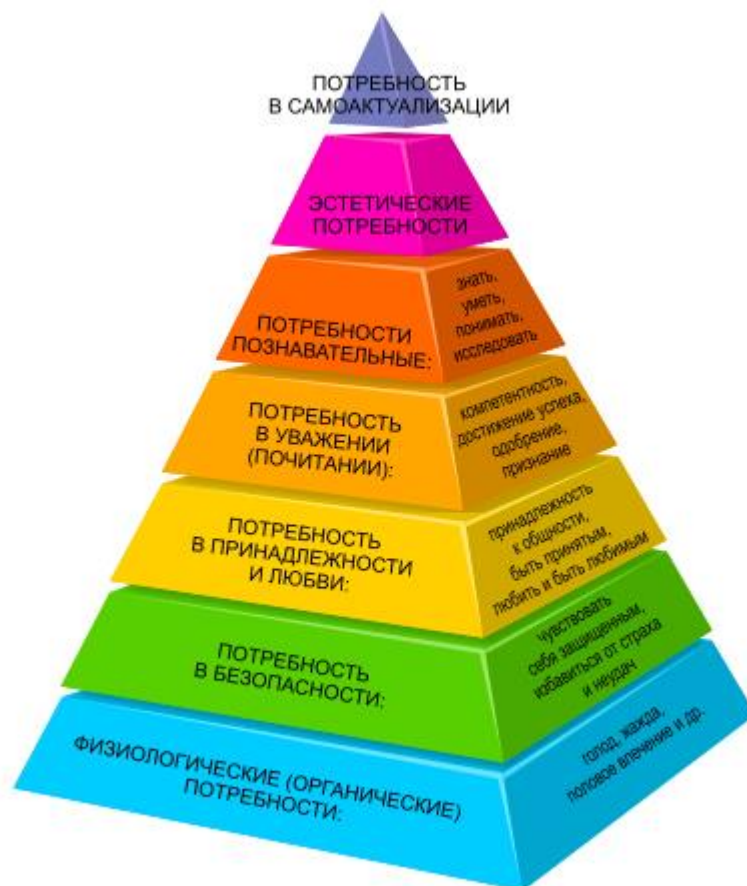 ПОТРЕБНОСТЬ
В САМОАКТУАЛИЗАЦИИ
ЭСТЕТИЧЕСКИЕ
ПОТРЕБНОСТИ
ПОТРЕБНОСТИ
ПОЗНАВАТЕЛЬНЫЕ:
знать,
уметь,
понимать,
исследовать
ПОТРЕБНОСТЬ
В УВАЖЕНИИ
(ПОЧИТАНИИ):
компетентность,
достижение успеха,
одобрение,
признание
ПОТРЕБНОСТЬ
В ПРИНАДЛЕЖНОСТИ
И ЛЮБВИ:
принадлежность
к общности,
быть принятым,
любить и быть любимым
ПОТРЕБНОСТЬ
В БЕЗОПАСНОСТИ:
чувствовать
себя защищенным,
избавиться от страха
и неудач
ФИЗИОЛОГИЧЕСКИЕ (ОРГАНИЧЕСКИЕ)
ПОТРЕБНОСТИ:
голод, жажда,
половое влечение и др.